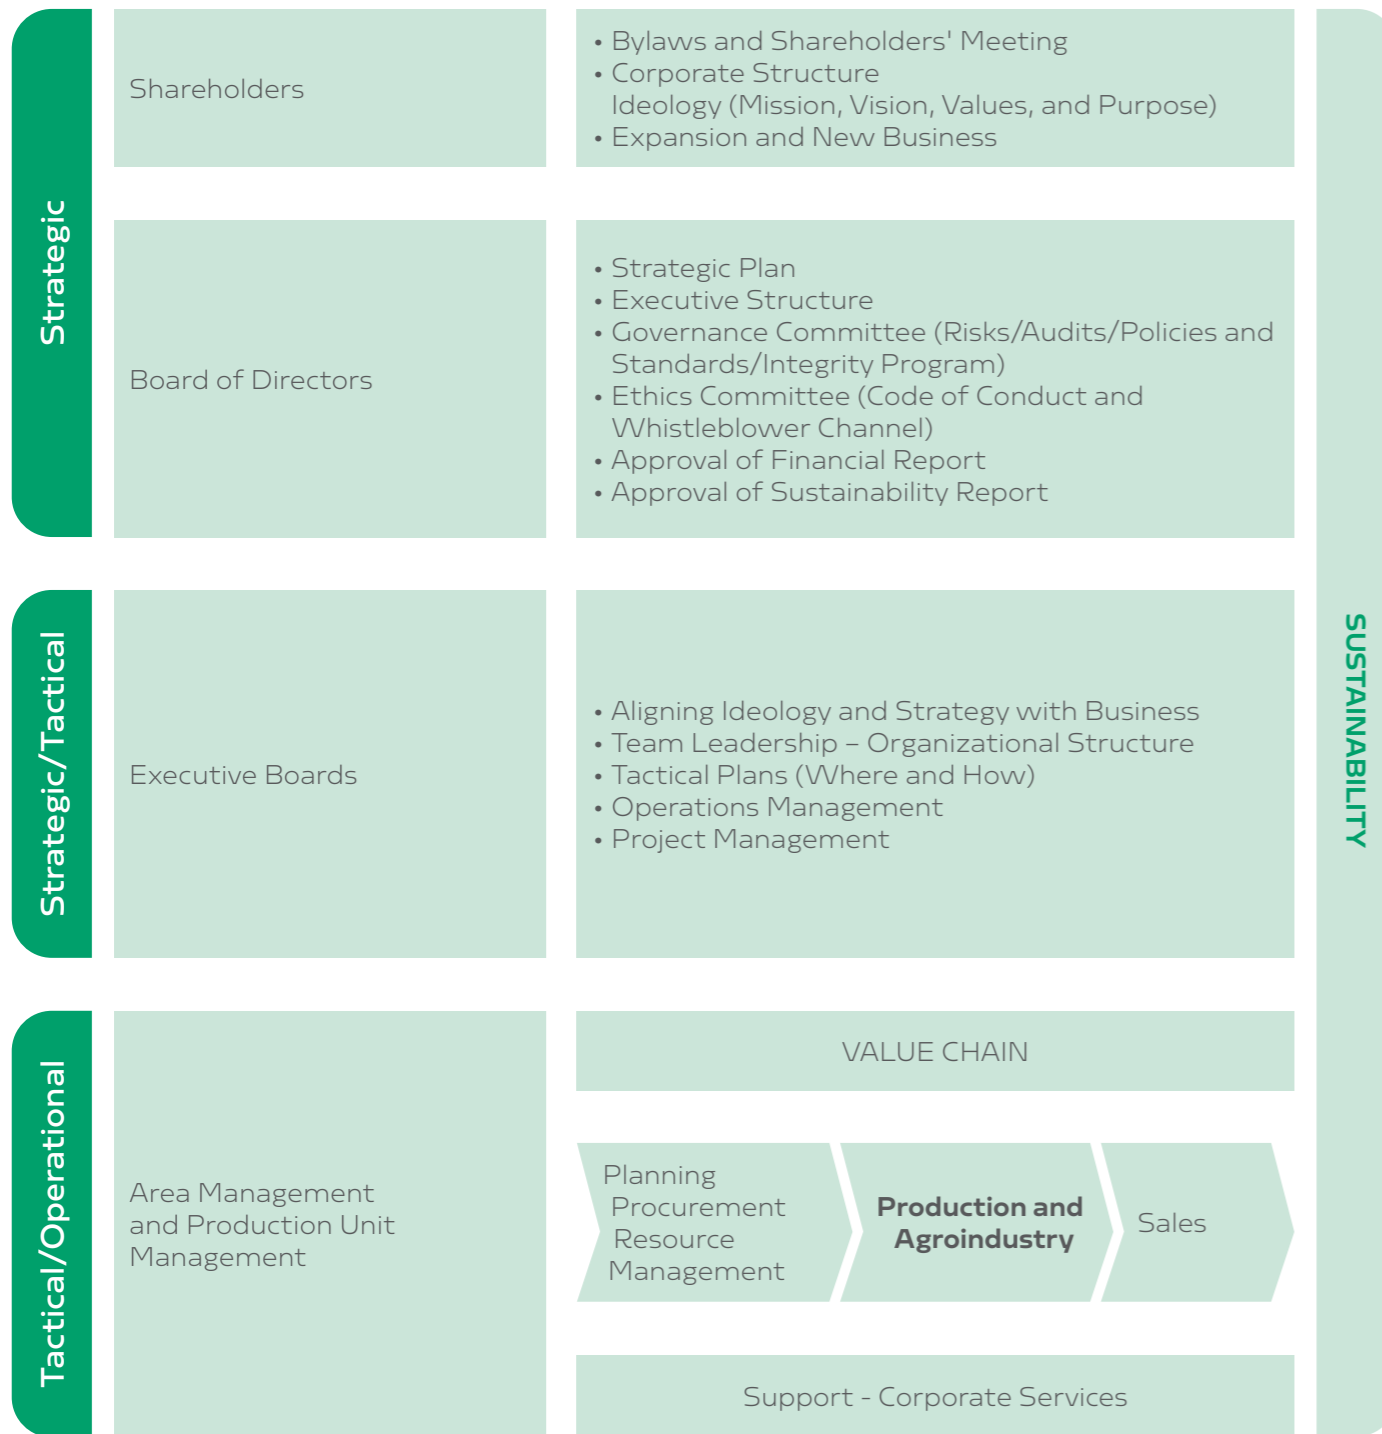 Strategic
Shareholders
• Bylaws and Shareholders' Meeting
• Corporate Structure
Ideology (Mission, Vision, Values, and Purpose)
• Expansion and New Business
Board of Directors
• Strategic Plan
• Executive Structure
• Governance Committee (Risks/Audits/Policies and
Standards/Integrity Program)
• Ethics Committee (Code of Conduct and
Whistleblower Channel)
• Approval of Financial Report
• Approval of Sustainability Report
Strategic/Tactical
Executive Boards
• Aligning Ideology and Strategy with Business
• Team Leadership – Organizational Structure
• Tactical Plans (Where and How)
• Operations Management
• Project Management
Tactical/Operational
Area Management
and Production Unit
Management
VALUE CHAIN
Planning
Procurement
Resource
Management
Production and
Agroindustry
Sales
Support - Corporate Services
SUSTAINABILITY